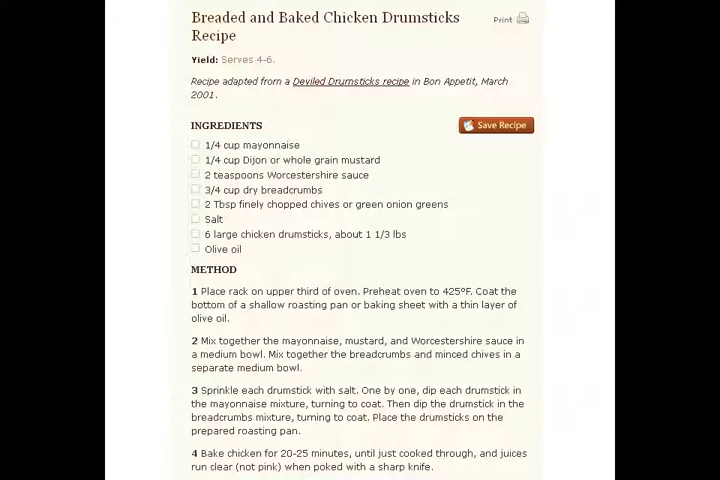 Breaded and Baked Chicken Drumsticks
Recipe
Print
Yield: Serves 4-6.
Recipe adapted from a Deviled Drumsticks recipe in Bon Appetit, March
2001.
INGREDIENTS
Save Recipe
1/4 cup mayonnaise
1/4 cup Dijon or whole grain mustard
2 teaspoons Worcestershire sauce
3/4 cup dry breadcrumbs
2 Tbsp finely chopped chives or green onion greens
Salt
6 large chicken drumsticks, about 1 1/3 lbs
Olive oil
METHOD
1 Place rack on upper third of oven. Preheat oven to 425°F. Coat the
bottom of a shallow roasting pan or baking sheet with a thin layer of
olive oil.
2 Mix together the mayonnaise, mustard, and Worcestershire sauce in
a medium bowl. Mix together the breadcrumbs and minced chives in a
separate medium bowl.
3 Sprinkle each drumstick with salt. One by one, dip each drumstick in
the mayonnaise mixture, turning to coat. Then dip the drumstick in the
breadcrumbs mixture, turning to coat. Place the drumsticks on the
prepared roasting pan.
4 Bake chicken for 20-25 minutes, until just cooked through, and juices
run clear (not pink) when poked with a sharp knife.